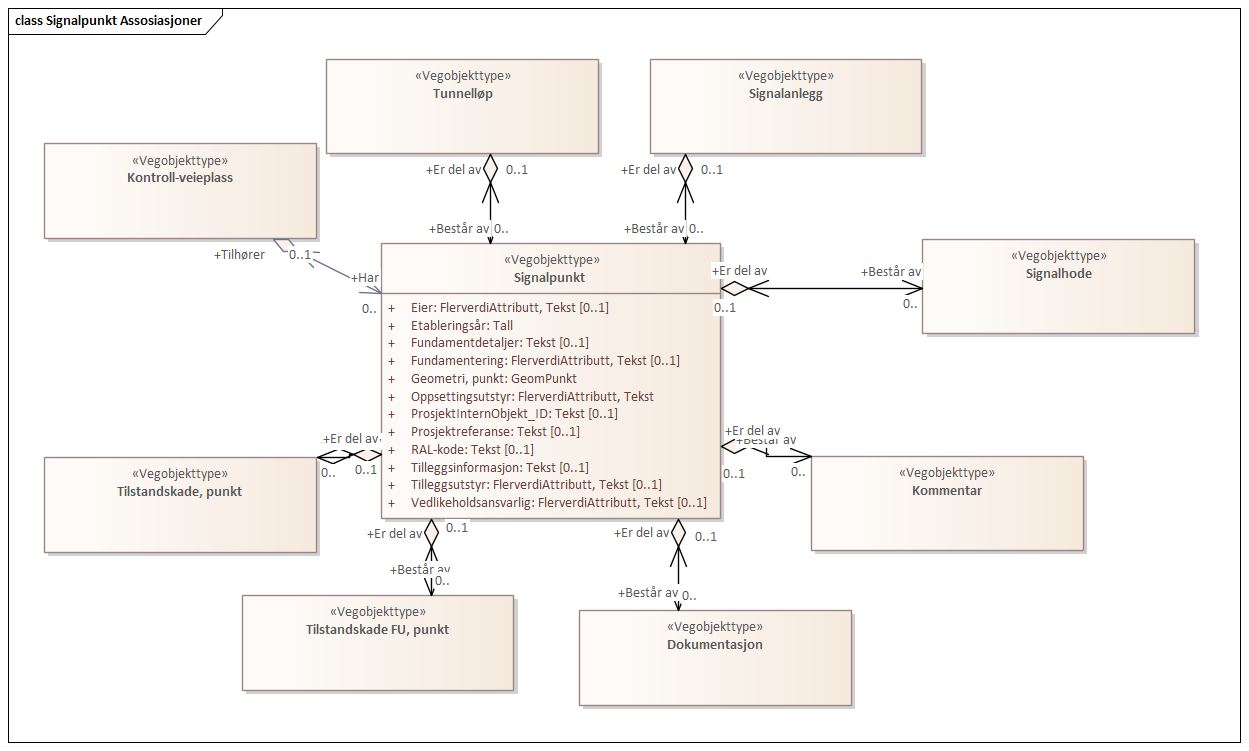 class Signalpunkt Assosiasjoner
«Vegobjekttype»
Tunnelløp
«Vegobjekttype»
Signalanlegg
«Vegobjekttype»
Kontroll-veieplass
+Er del av
0..1
+Er del av
0..1
+Består av
0..
+Består av
0..
+Tilhører
0..1
+Har
0..
«Vegobjekttype»
Signalpunkt
+ Eier: FlerverdiAttributt, Tekst [0..1]
+ Etableringsår: Tall
+ Fundamentdetaljer: Tekst [0..1]
+ Fundamentering: FlerverdiAttributt, Tekst [0..1]
+ Geometri, punkt: GeomPunkt
+ Oppsettingsutstyr: FlerverdiAttributt, Tekst
+ ProsjektInternObjekt_ID: Tekst [0..1]
+ Prosjektreferanse: Tekst [0..1]
+ RAL-kode: Tekst [0..1]
+ Tilleggsinformasjon: Tekst [0..1]
+ Tilleggsutstyr: FlerverdiAttributt, Tekst [0..1]
+ Vedlikeholdsansvarlig: FlerverdiAttributt, Tekst [0..1]
+Er del av
0..1
+Består av
0..
«Vegobjekttype»
Signalhode
+Er del av
+Består av
0..1
0..
«Vegobjekttype»
Kommentar
+Er del av
0..
0..1
«Vegobjekttype»
Tilstandskade, punkt
+Er del av
0..1
+Består av
0..
«Vegobjekttype»
Tilstandskade FU, punkt
+Er del av
0..1
+Består av
0..
«Vegobjekttype»
Dokumentasjon